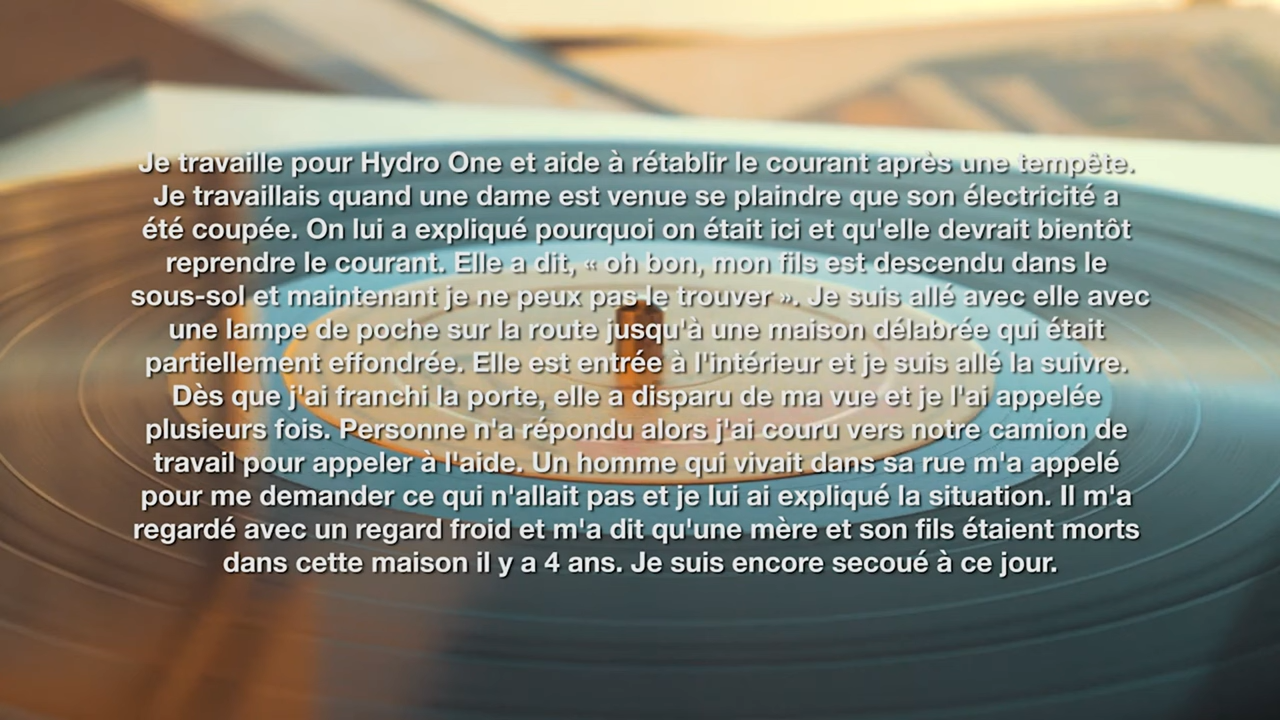 Je travaille pour Hydro One et aide à rétablir le courant après une tempête.
Je travaillais quand une dame est venue se plaindre que son électricité a
été coupée. On lui a expliqué pourquoi on était ici et qu'elle devrait bientôt
reprendre le courant. Elle a dit, « oh bon, mon fils est descendu dans le
sous-sol et maintenant je ne peux pas le trouver ». Je suis allé avec elle avec
une lampe de poche sur la route jusqu'à une maison délabrée qui était
partiellement effondrée. Elle est entrée à l'intérieur et je suis allé la suivre.
Dès que j'ai franchi la porte, elle a disparu de ma vue et je l'ai appelée
plusieurs fois. Personne n'a répondu alors j'ai couru vers notre camion de
travail pour appeler à l'aide. Un homme qui vivait dans sa rue m'a appelé
pour me demander ce qui n'allait pas et je lui ai expliqué la situation. Il m'a
regardé avec un regard froid et m'a dit qu'une mère et son fils étaient morts
dans cette maison il y a 4 ans. Je suis encore secoué à ce jour.